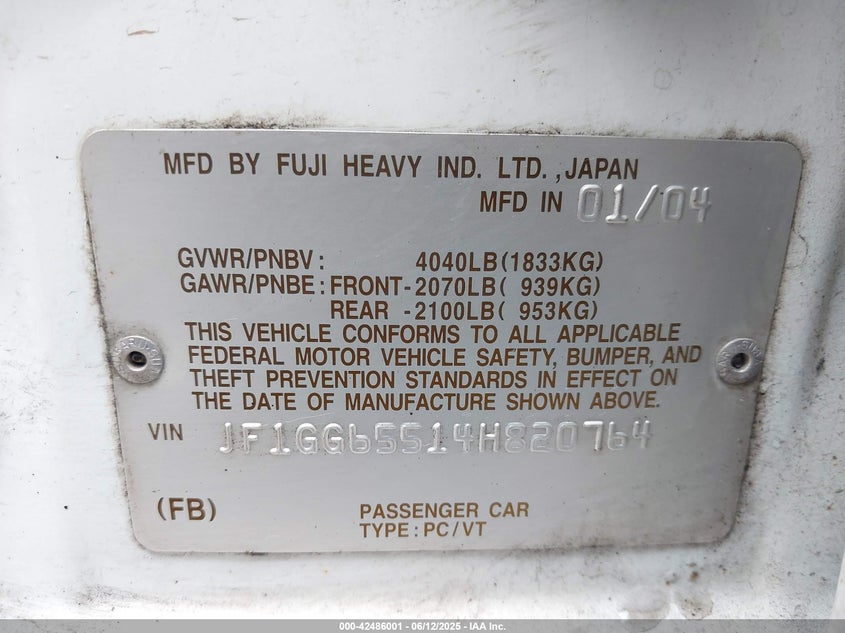 MFD BY FUJI HEAVY IND. LTD., JAPAN
MFD IN 01/04
GVWR/PNBV: 4040LB(1833KG)
GAWR/PNBE: FRONT-2070LB( 939KG)
REAR -2100LB( 953KG)
THIS VEHICLE CONFORMS TO ALL APPLICABLE
FEDERAL MOTOR VEHICLE SAFETY, BUMPER, AND
THEFT PREVENTION STANDARDS IN EFFECT ON
THE DATE OF MANUFACTURE SHOWN ABOVE.
VIN JF1GG65514H820764
(FB) PASSENGER CAR
TYPE: PC/VT
000-42486001 - 06/12/2025 - IAA Inc.